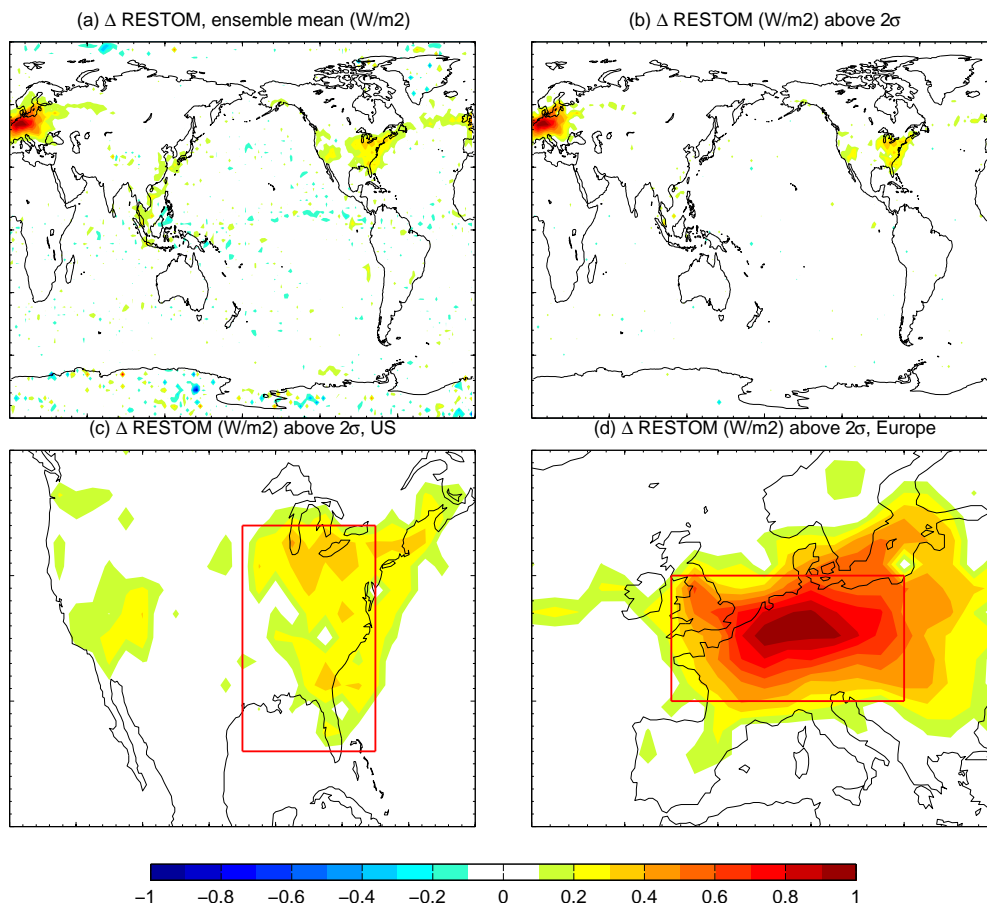 (a) Δ RESTOM, ensemble mean (W/m2)
(b) Δ RESTOM (W/m2) above 2σ
(c) Δ RESTOM (W/m2) above 2σ, US
(d) Δ RESTOM (W/m2) above 2σ, Europe
−1 −0.8 −0.6 −0.4 −0.2 0 0.2 0.4 0.6 0.8 1